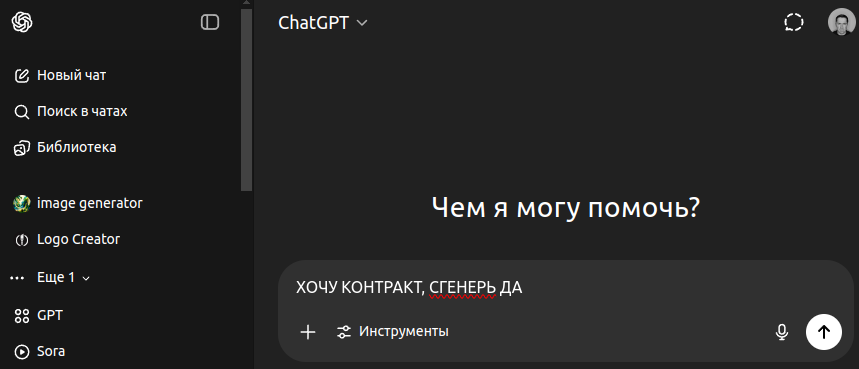 ChatGPT
Новый чат
Поиск в чатах
Библиотека
image generator
Logo Creator
Еще 1
GPT
Sora
Чем я могу помочь?
ХОЧУ КОНТРАКТ, СГЕНЕРЬ ДА
Инструменты